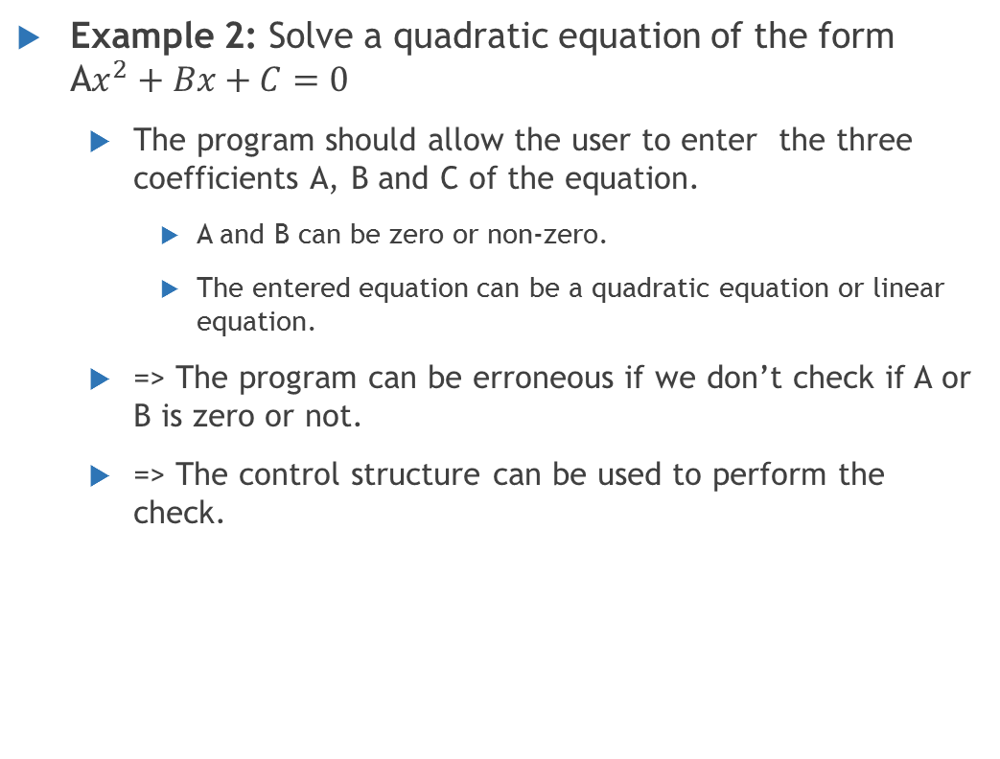 Example 2: Solve a quadratic equation of the form
A𝑥² + 𝐵𝑥 + 𝐶 = 0
The program should allow the user to enter  the three
coefficients A, B and C of the equation.
A and B can be zero or non-zero.
The entered equation can be a quadratic equation or linear
equation.
=> The program can be erroneous if we don’t check if A or
B is zero or not.
=> The control structure can be used to perform the
check.